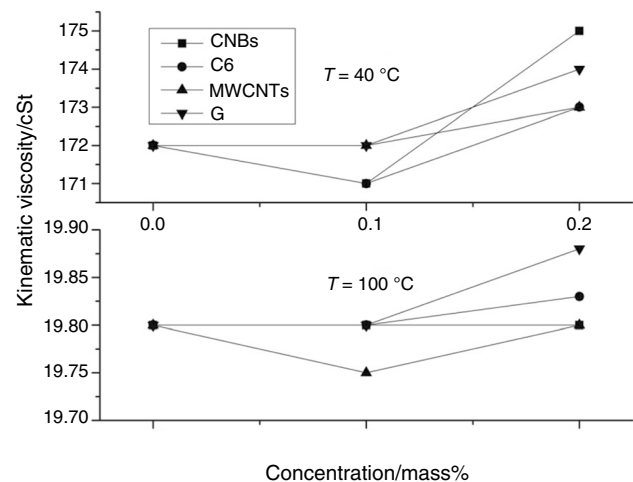 175
174
173
172
171
CNBs
C6
MWCNTs
G
T = 40 °C
0.0 0.1 0.2
Kinematic viscosity/cSt
19.90
19.85
19.80
19.75
19.70
T = 100 °C
Concentration/mass%